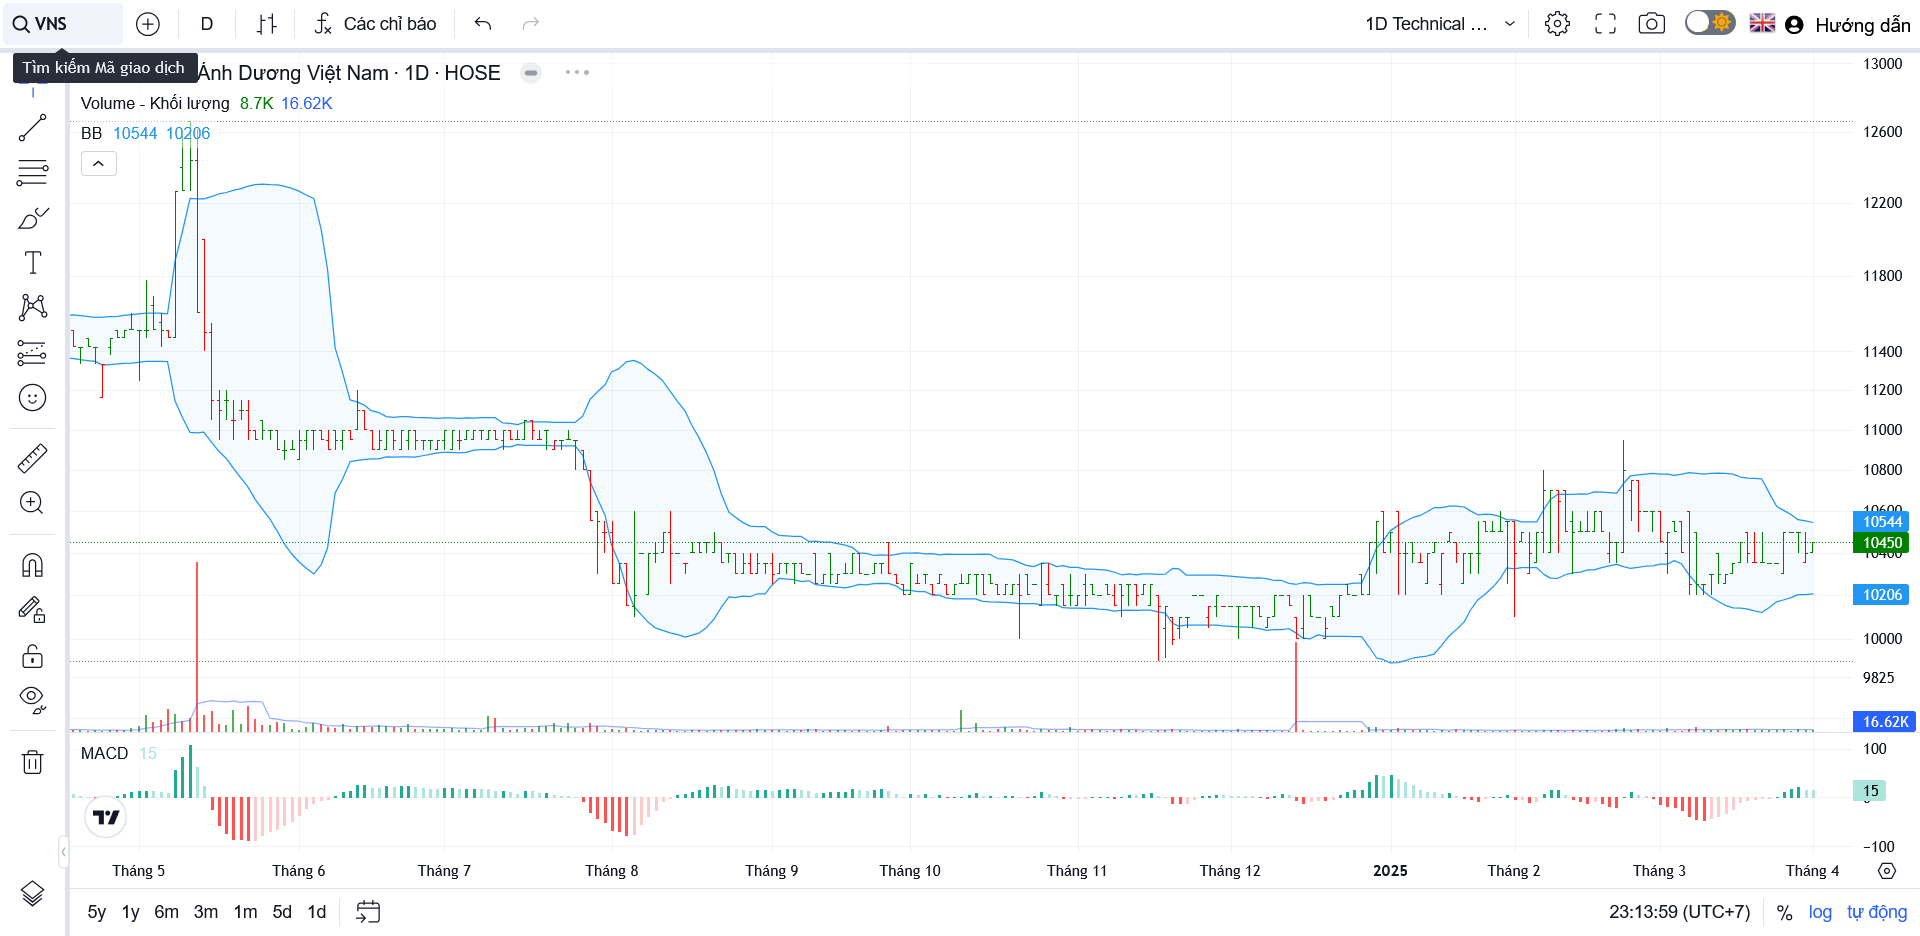 VNS
D
Các chỉ báo
1D Technical ...
Hướng dẫn
Tìm kiếm Mã giao dịch
Ánh Dương Việt Nam · 1D · HOSE
Volume - Khối lượng 8.7K 16.62K
BB 10544 10206
13000
12600
12200
11800
11400
11200
11000
10800
10600
10544
10450
10400
10206
10000
9825
16.62K
MACD 15
100
15
0
−100
Tháng 5 Tháng 6 Tháng 7 Tháng 8 Tháng 9 Tháng 10 Tháng 11 Tháng 12 2025 Tháng 2 Tháng 3 Tháng 4
5y 1y 6m 3m 1m 5d 1d
23:13:59 (UTC+7) % log tự động